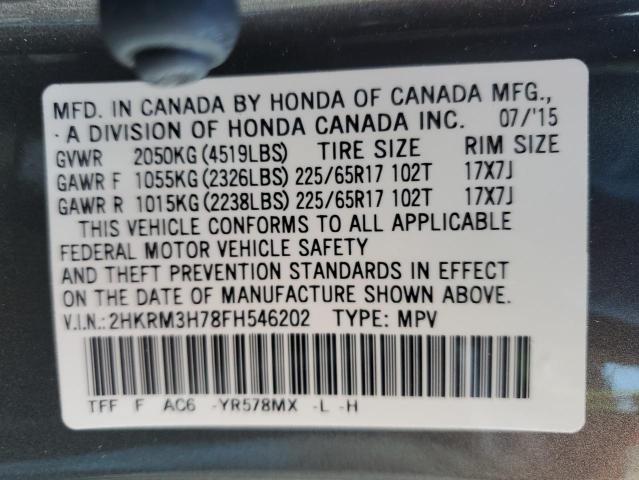 MFD. IN CANADA BY HONDA OF CANADA MFG.,
A DIVISION OF HONDA CANADA INC. 07/'15
GVWR 2050KG (4519LBS) TIRE SIZE RIM SIZE
GAWR F 1055KG (2326LBS) 225/65R17 102T 17X7J
GAWR R 1015KG (2238LBS) 225/65R17 102T 17X7J
THIS VEHICLE CONFORMS TO ALL APPLICABLE
FEDERAL MOTOR VEHICLE SAFETY
AND THEFT PREVENTION STANDARDS IN EFFECT
ON THE DATE OF MANUFACTURE SHOWN ABOVE.
V.I.N.: 2HKRM3H78FH546202 TYPE: MPV
TFF F AC6 -YR578MX -L -H